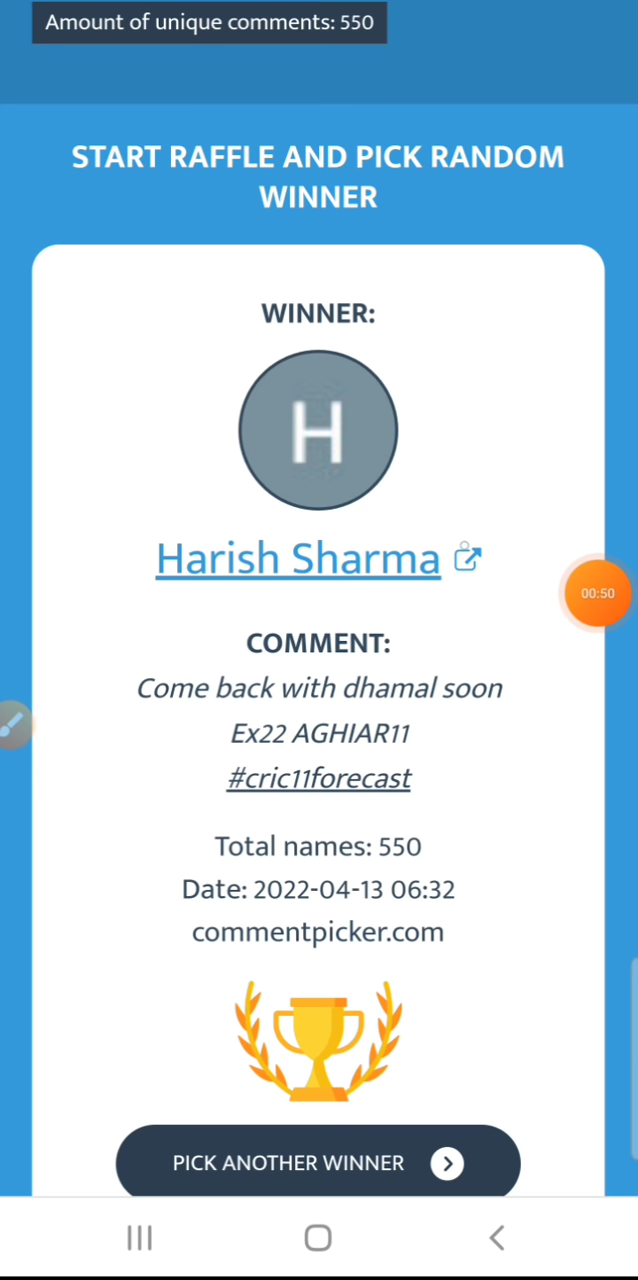 Amount of unique comments: 550
START RAFFLE AND PICK RANDOM
WINNER
WINNER:
H
Harish Sharma
00:50
COMMENT:
Come back with dhamal soon
Ex22 AGHIAR11
#cric11forecast
Total names: 550
Date: 2022-04-13 06:32
commentpicker.com
PICK ANOTHER WINNER